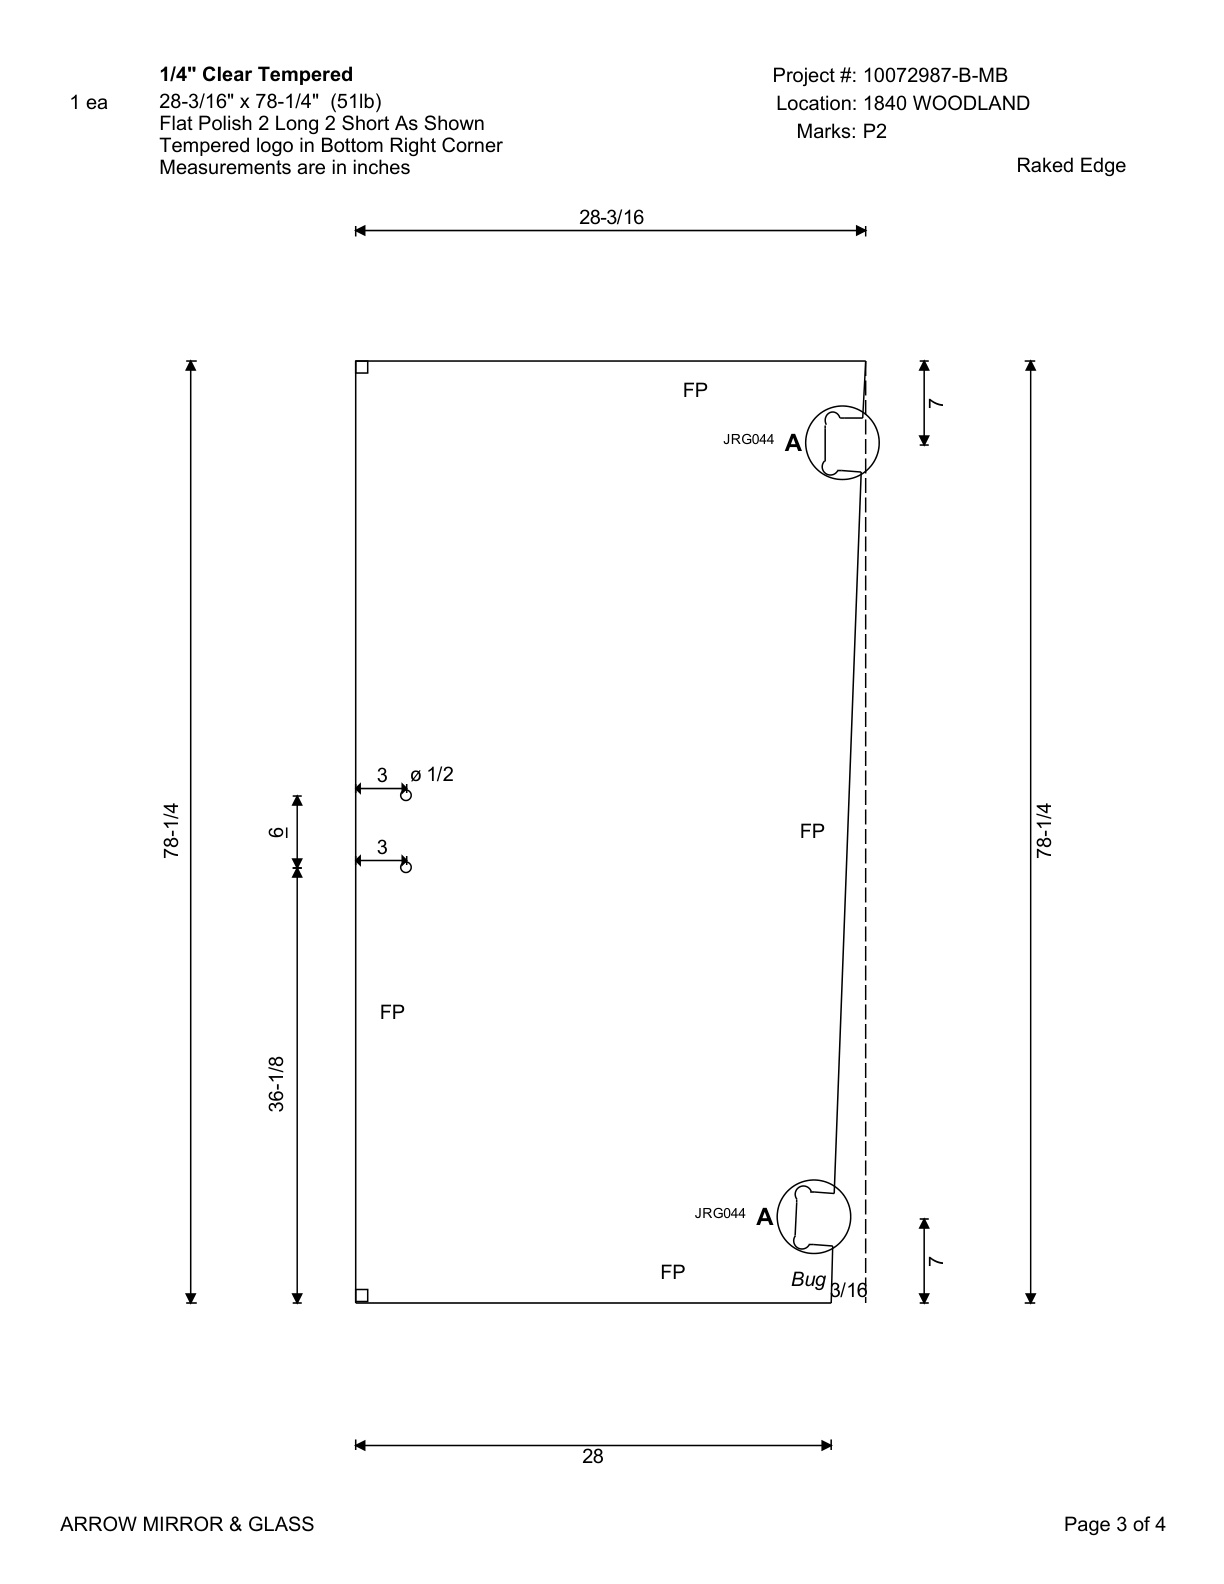 1/4" Clear Tempered
1 ea
28-3/16" x 78-1/4" (51lb)
Flat Polish 2 Long 2 Short As Shown
Tempered logo in Bottom Right Corner
Measurements are in inches
Project #: 10072987-B-MB
Location: 1840 WOODLAND
Marks: P2
Raked Edge
28-3/16
FP
7
JRG044 A
3
ø 1/2
78-1/4
6
3
FP
78-1/4
FP
36-1/8
JRG044 A
7
FP
Bug
3/16
28
ARROW MIRROR & GLASS
Page 3 of 4